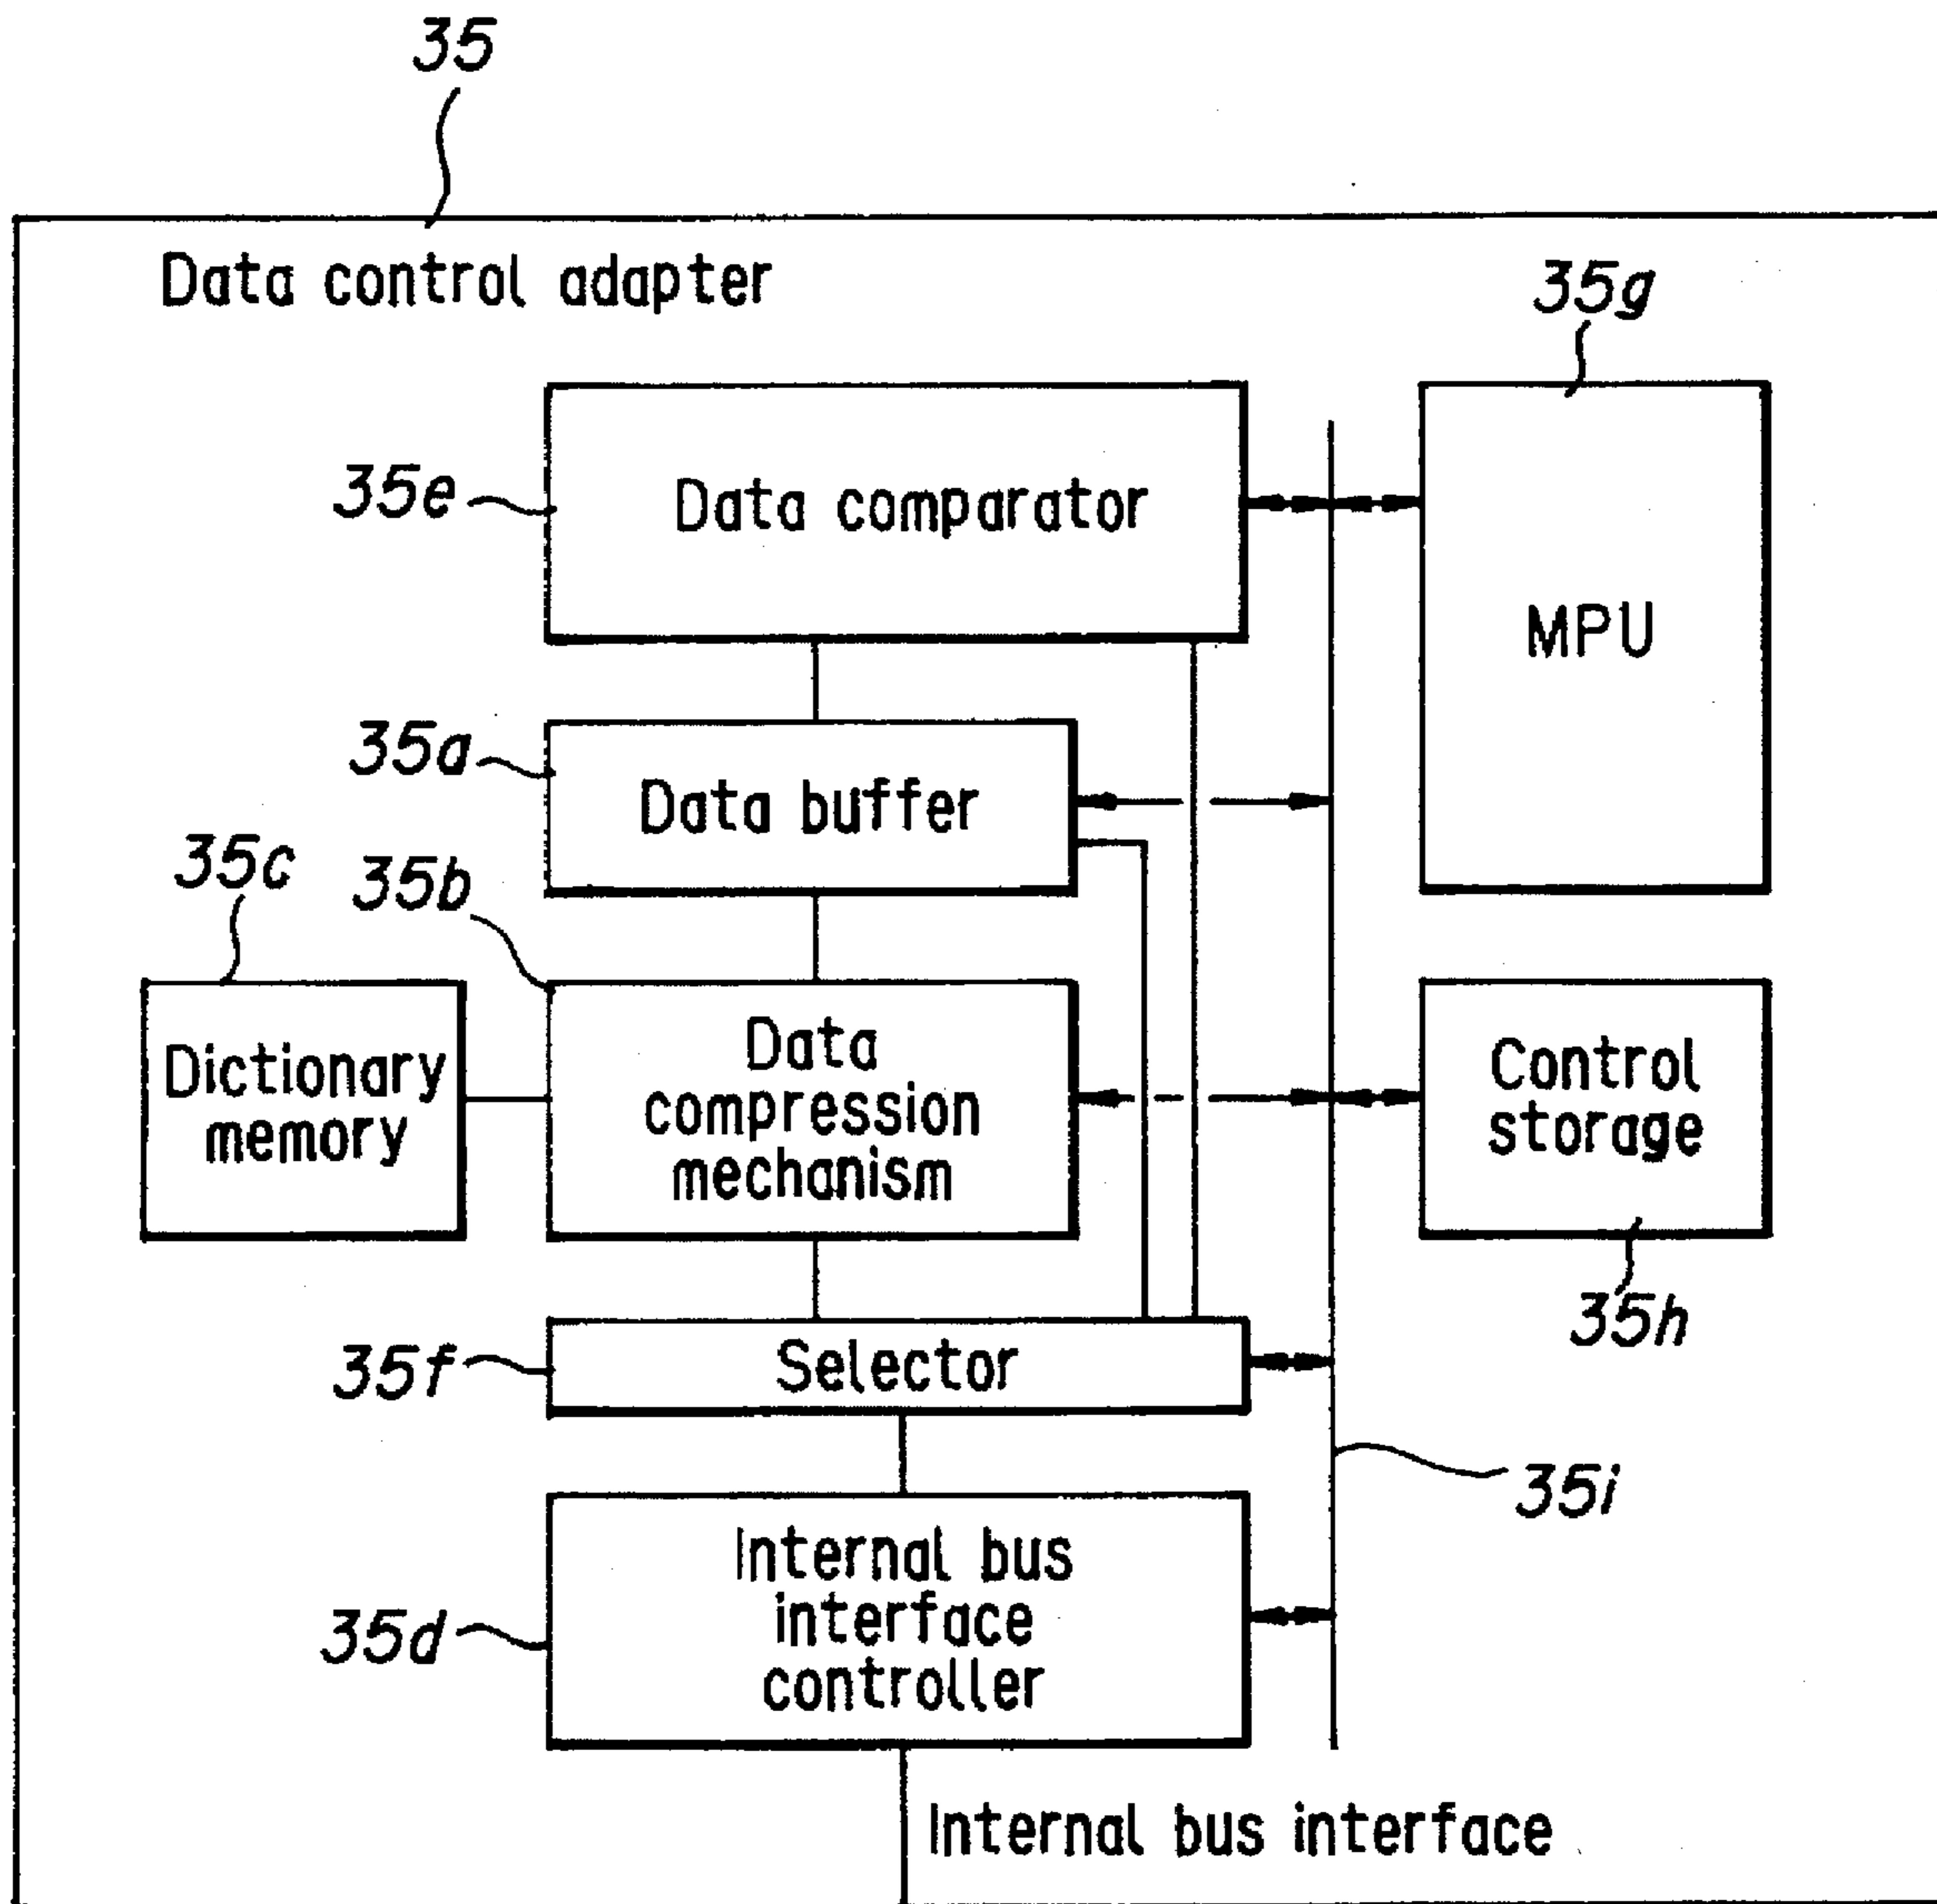 35
Data control adapter
35g
35e
Data comparator
MPU
35a
Data buffer
35c
35b
Dictionary
memory
Data
compression
mechanism
Control
storage
35h
35f
Selector
35i
35d
Internal bus
interface
controller
Internal bus interface